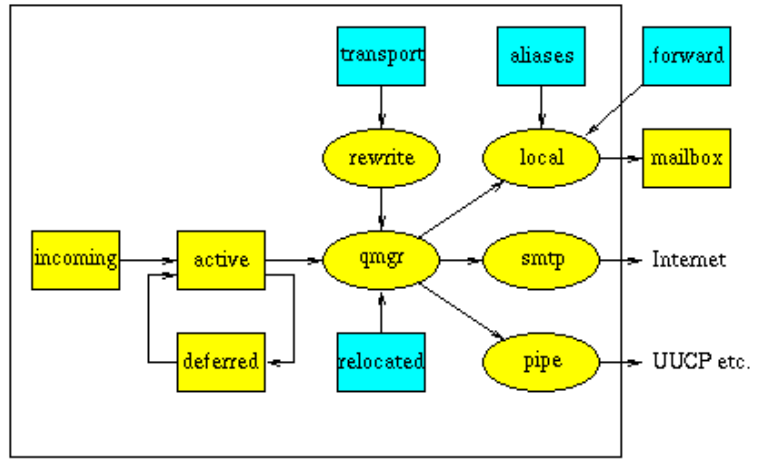 transport
aliases
.forward
rewrite
local
mailbox
incoming
active
qmgr
smtp
Internet
deferred
relocated
pipe
UUCP etc.